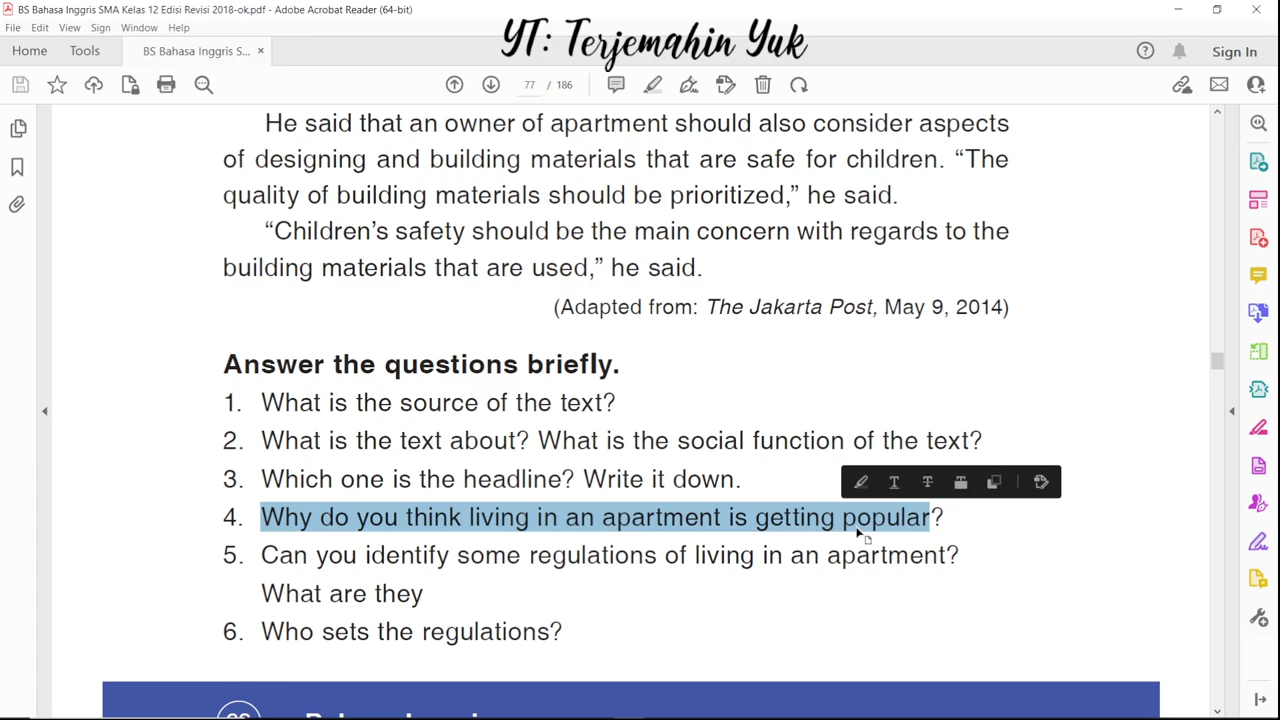 BS Bahasa Inggris SMA Kelas 12 Edisi Revisi 2018-ok.pdf - Adobe Acrobat Reader (64-bit)
File Edit View Sign Window Help
YT: Terjemahin Yuk
Home Tools BS Bahasa Inggris S... × Sign In
77 / 186
He said that an owner of apartment should also consider aspects
of designing and building materials that are safe for children. “The
quality of building materials should be prioritized,” he said.
“Children’s safety should be the main concern with regards to the
building materials that are used,” he said.
(Adapted from: The Jakarta Post, May 9, 2014)
Answer the questions briefly.
1. What is the source of the text?
2. What is the text about? What is the social function of the text?
3. Which one is the headline? Write it down.
4. Why do you think living in an apartment is getting popular?
5. Can you identify some regulations of living in an apartment?
What are they
6. Who sets the regulations?